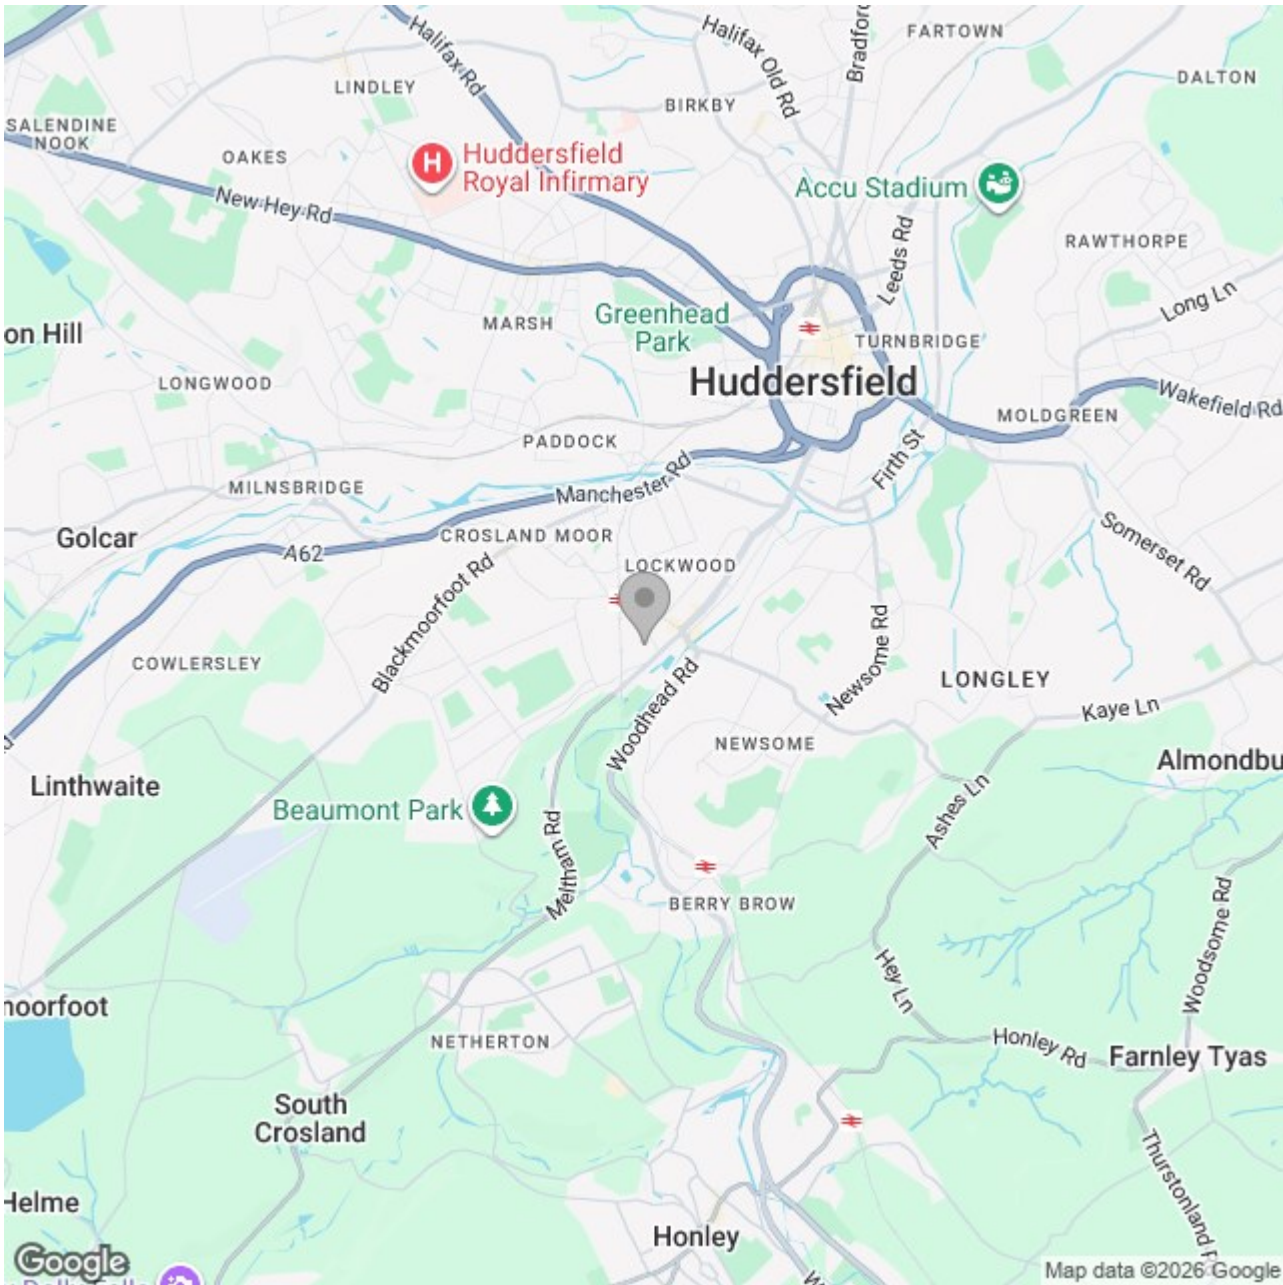 Halifax Rd
Halifax Old Rd
Bradford
FARTOWN
LINDLEY
BIRKBY
DALTON
SALENDINE
NOOK
OAKES
H
Huddersfield
Royal Infirmary
Accu Stadium
New Hey Rd
Leeds Rd
RAWTHORPE
Long Ln
on Hill
MARSH
Greenhead
Park
TURNBRIDGE
LONGWOOD
Huddersfield
Wakefield Rd
MOLDGREEN
PADDOCK
Firth St
MILNSBRIDGE
Manchester Rd
Golcar
A62
CROSLAND MOOR
Somerset Rd
LOCKWOOD
Blackmoorfoot Rd
COWLERSLEY
Newsome Rd
LONGLEY
Woodhead Rd
Kaye Ln
NEWSOME
Almondbu
Linthwaite
Beaumont Park
Ashes Ln
Meltham Rd
BERRY BROW
Woodsome Rd
Hey Ln
moorfoot
NETHERTON
Honley Rd
Farnley Tyas
South
Crosland
Thurstonland R
Helme
Honley
Google
Map data ©2026 Google